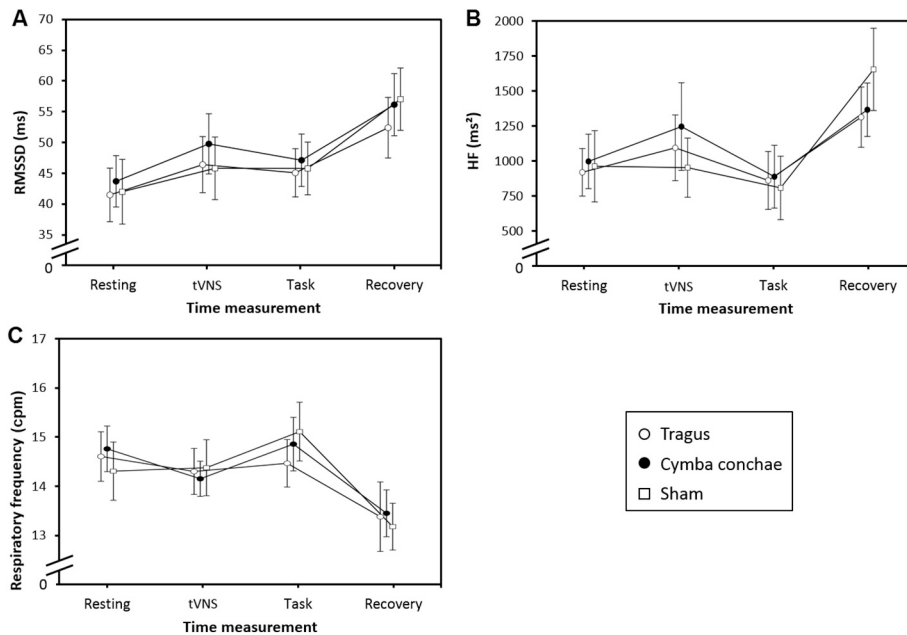 A
RMSSD (ms)
70
65
60
55
50
45
40
35
0
Resting tVNS Task Recovery
Time measurement
B
HF (ms²)
2000
1750
1500
1250
1000
750
500
0
Resting tVNS Task Recovery
Time measurement
C
Respiratory frequency (cpm)
17
16
15
14
13
0
Resting tVNS Task Recovery
Time measurement
Tragus
Cymba conchae
Sham